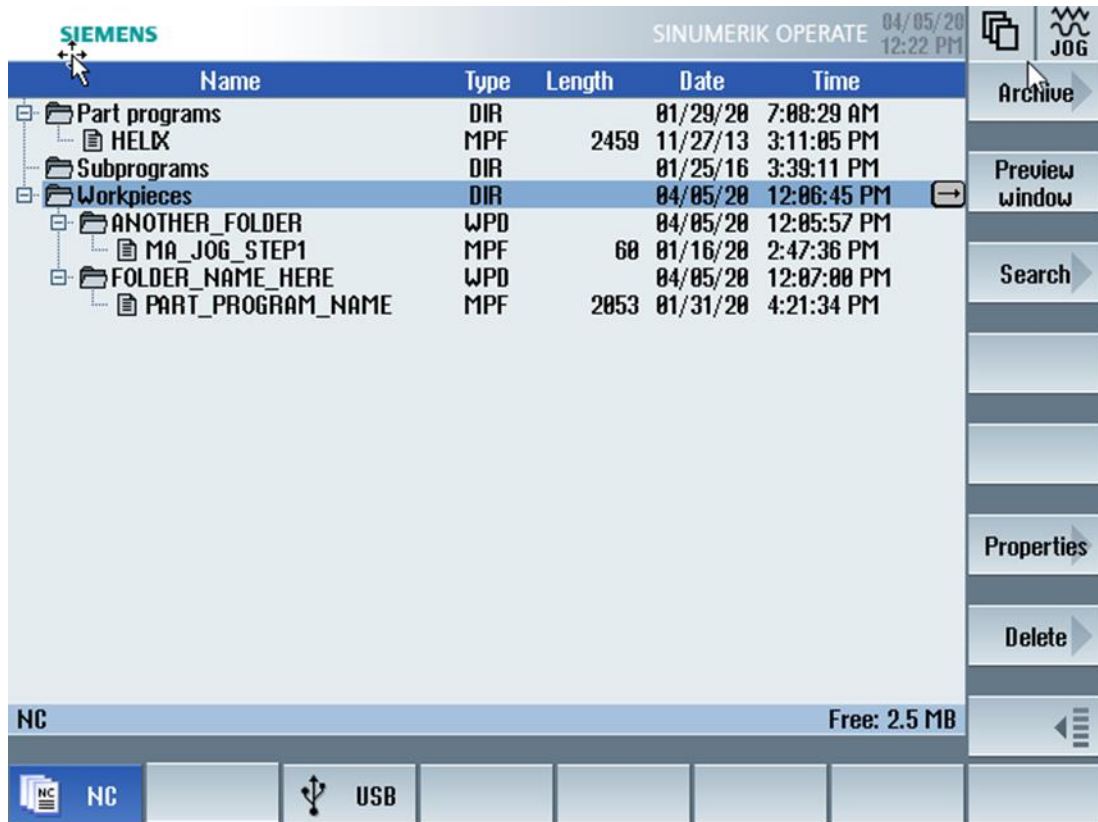 SIEMENS SINUMERIK OPERATE 04/05/20 12:22 PM JOG
Name Type Length Date Time
Part programs DIR 01/29/20 7:08:29 AM
HELIX MPF 2459 11/27/13 3:11:05 PM
Subprograms DIR 01/25/16 3:39:11 PM
Workpieces DIR 04/05/20 12:06:45 PM
ANOTHER_FOLDER WPD 04/05/20 12:05:57 PM
MA_JOG_STEP1 MPF 60 01/16/20 2:47:36 PM
FOLDER_NAME_HERE WPD 04/05/20 12:07:00 PM
PART_PROGRAM_NAME MPF 2053 01/31/20 4:21:34 PM
NC Free: 2.5 MB
Archive
Preview
window
Search
Properties
Delete
NC NC USB